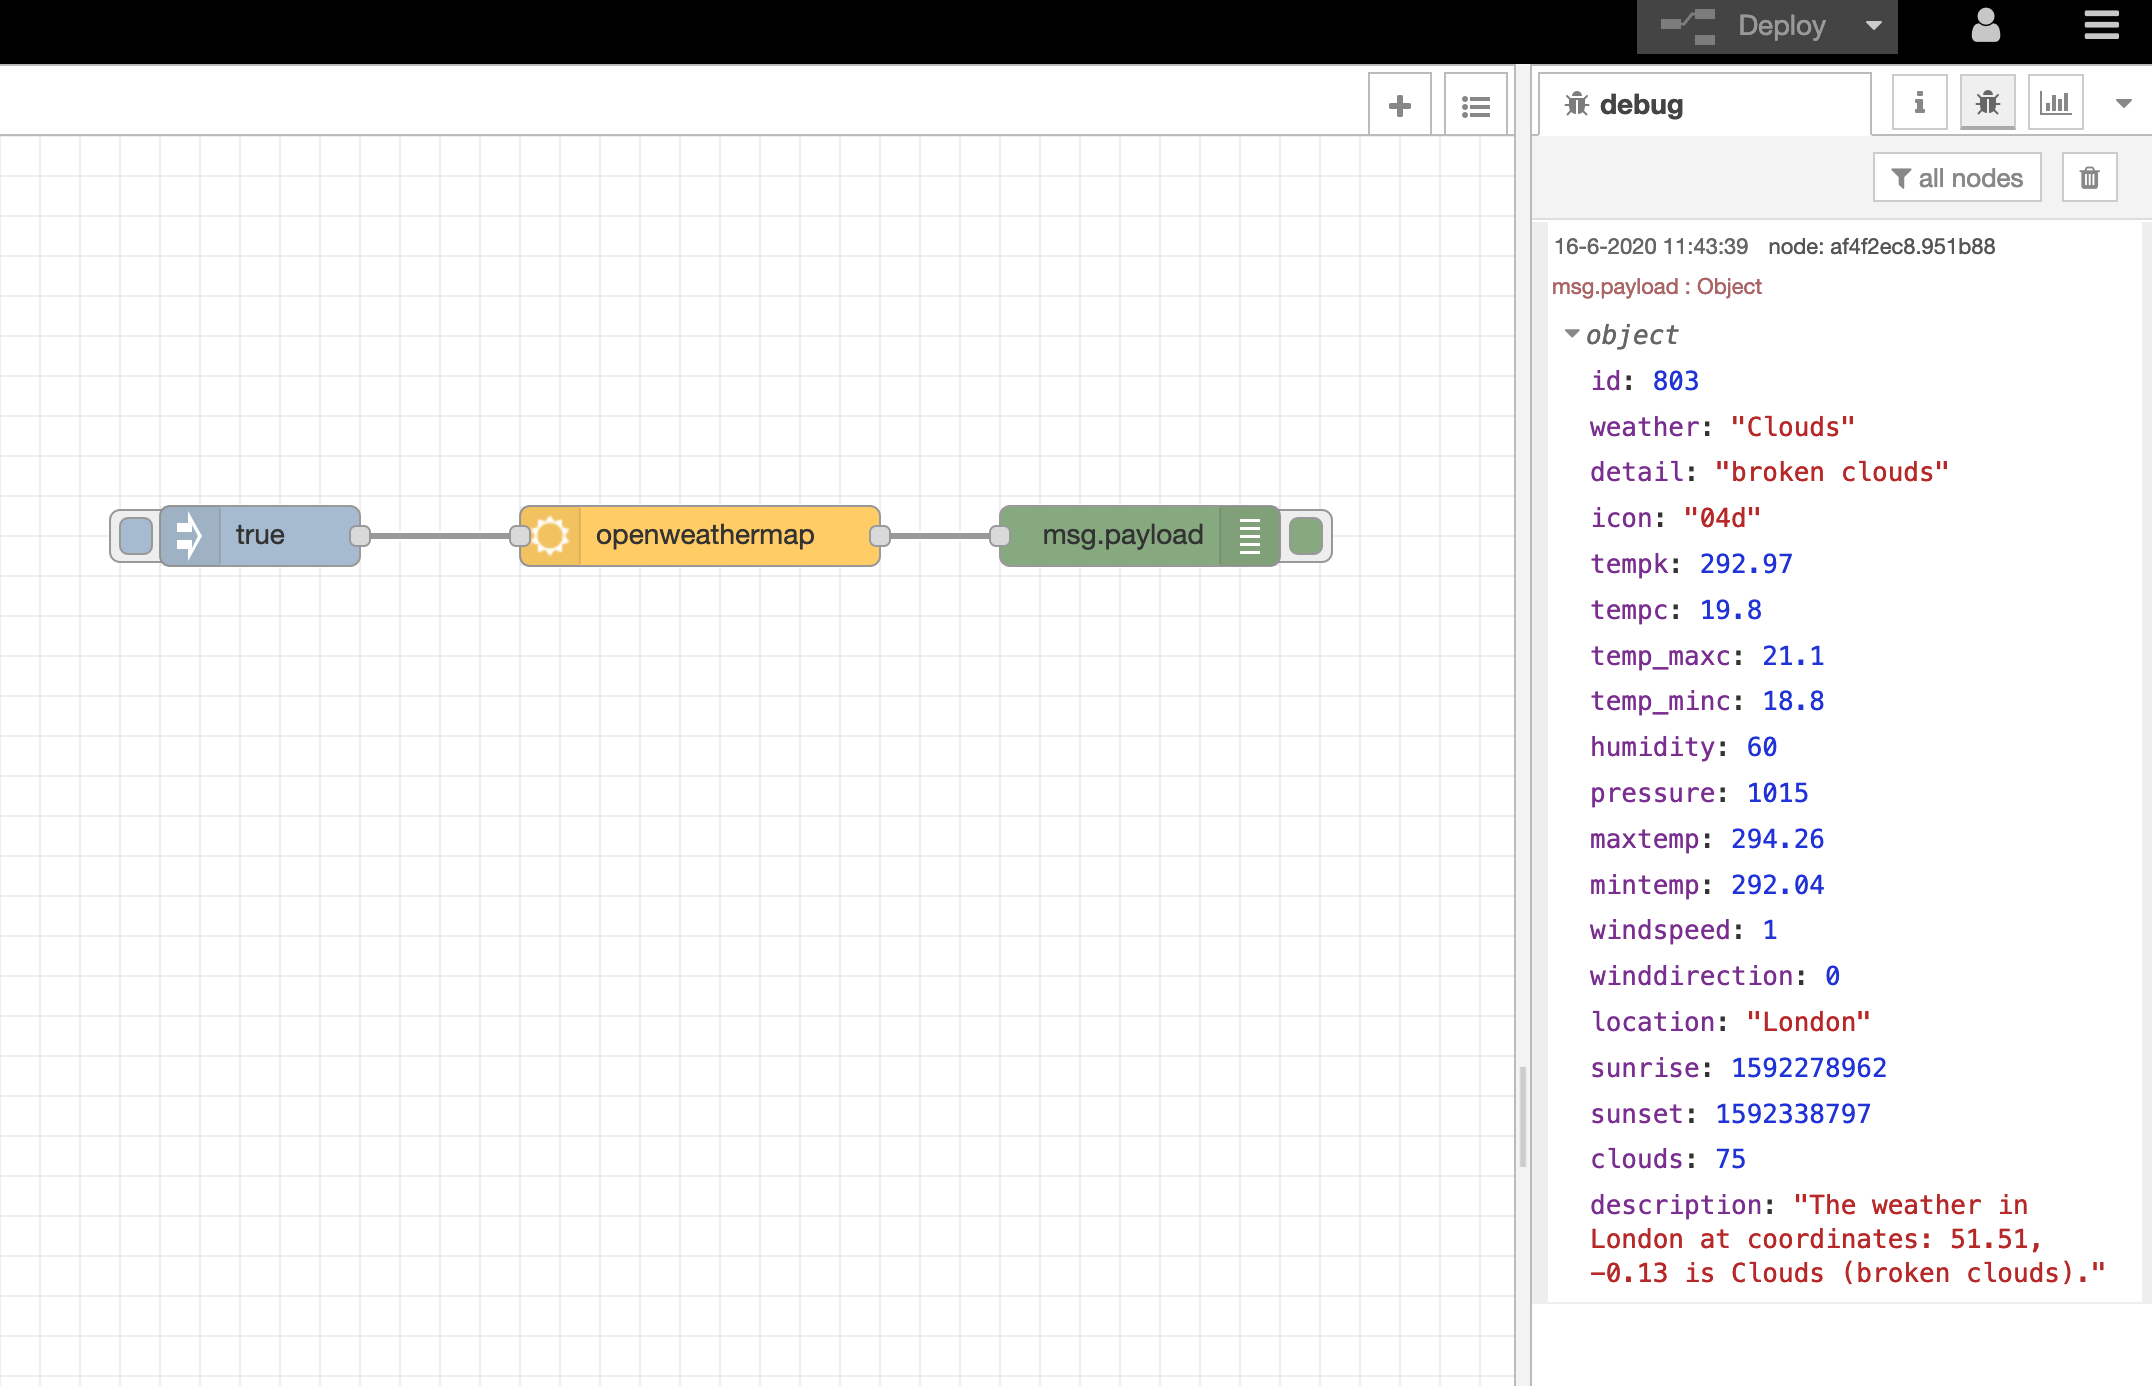 Deploy
debug
all nodes
16-6-2020 11:43:39 node: af4f2ec8.951b88
msg.payload : Object
object
id: 803
weather: "Clouds"
detail: "broken clouds"
icon: "04d"
tempk: 292.97
tempc: 19.8
temp_maxc: 21.1
temp_minc: 18.8
humidity: 60
pressure: 1015
maxtemp: 294.26
mintemp: 292.04
windspeed: 1
winddirection: 0
location: "London"
sunrise: 1592278962
sunset: 1592338797
clouds: 75
description: "The weather in
London at coordinates: 51.51,
-0.13 is Clouds (broken clouds)."
true
openweathermap
msg.payload